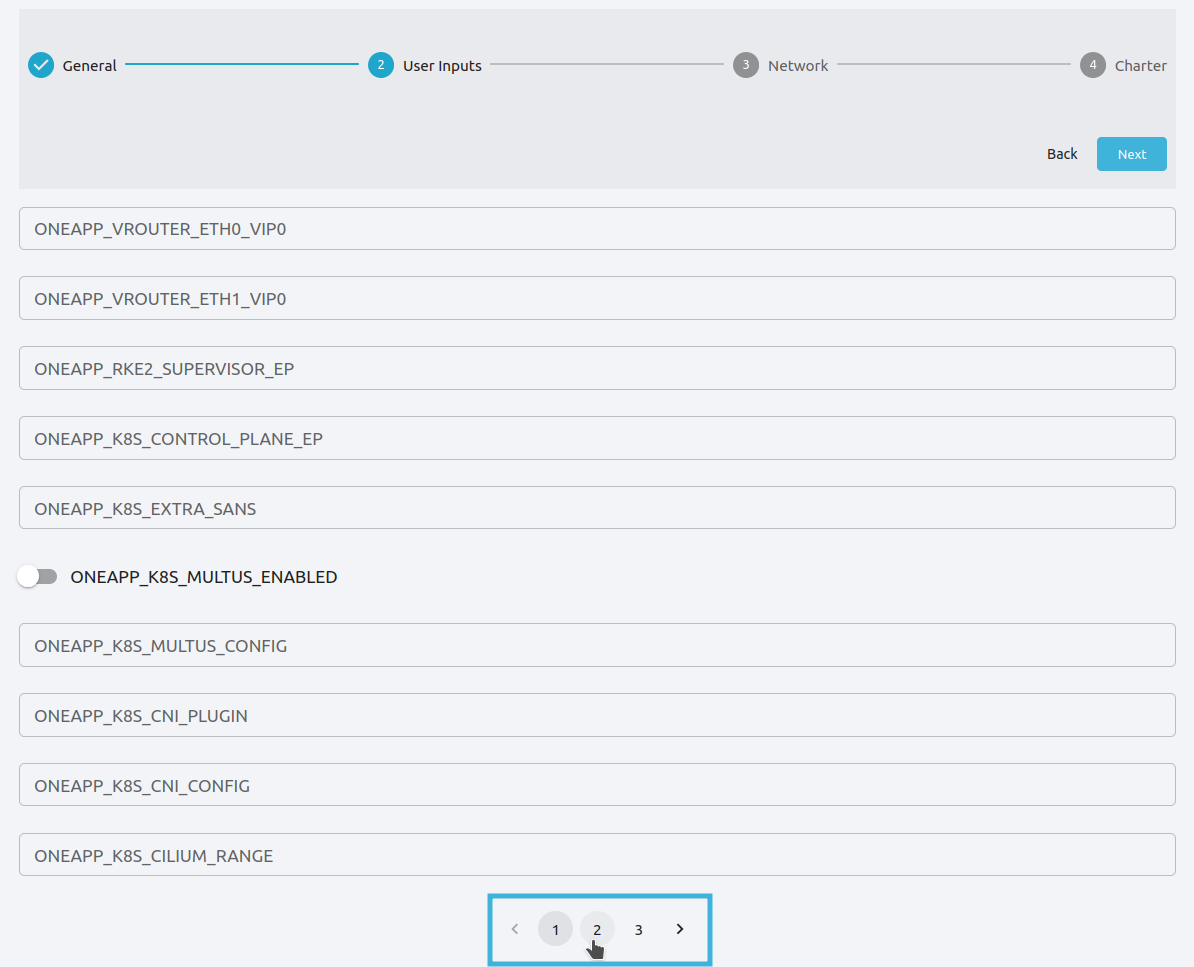 General 2 User Inputs 3 Network 4 Charter
Back Next
ONEAPP_VROUTER_ETH0_VIP0
ONEAPP_VROUTER_ETH1_VIP0
ONEAPP_RKE2_SUPERVISOR_EP
ONEAPP_K8S_CONTROL_PLANE_EP
ONEAPP_K8S_EXTRA_SANS
ONEAPP_K8S_MULTUS_ENABLED
ONEAPP_K8S_MULTUS_CONFIG
ONEAPP_K8S_CNI_PLUGIN
ONEAPP_K8S_CNI_CONFIG
ONEAPP_K8S_CILIUM_RANGE
1 2 3